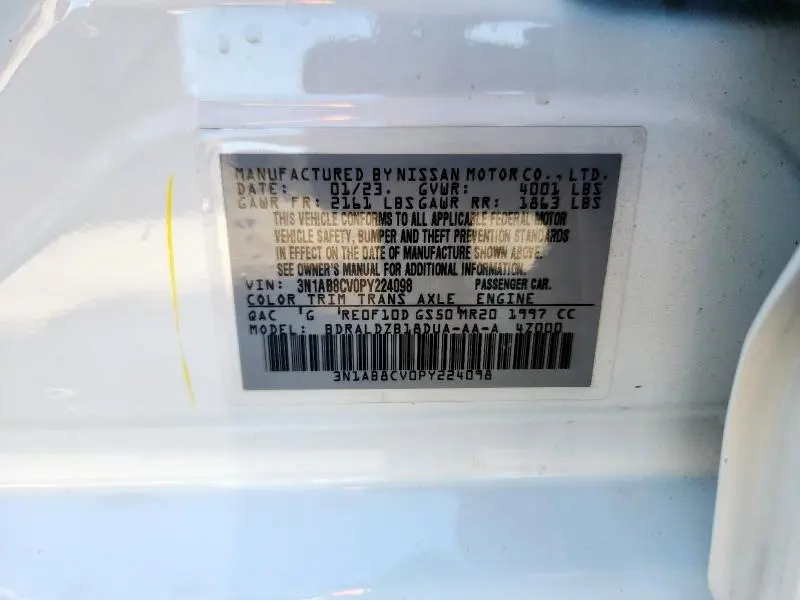 MANUFACTURED BY NISSAN MOTOR CO., LTD.
DATE: 01/23. GVWR: 4001 LBS
GAWR FR: 2161 LBS GAWR RR: 1863 LBS
THIS VEHICLE CONFORMS TO ALL APPLICABLE FEDERAL MOTOR
VEHICLE SAFETY, BUMPER AND THEFT PREVENTION STANDARDS
IN EFFECT ON THE DATE OF MANUFACTURE SHOWN ABOVE.
SEE OWNER'S MANUAL FOR ADDITIONAL INFORMATION.
VIN: 3N1AB8CV0PY224098 PASSENGER CAR.
COLOR TRIM TRANS AXLE ENGINE
QAC 'G 'RE0F10D GS50'MR20 1997 CC
MODEL: BDRALDZB18DUA-AA-A 47000
3N1AB8CV0PY224098